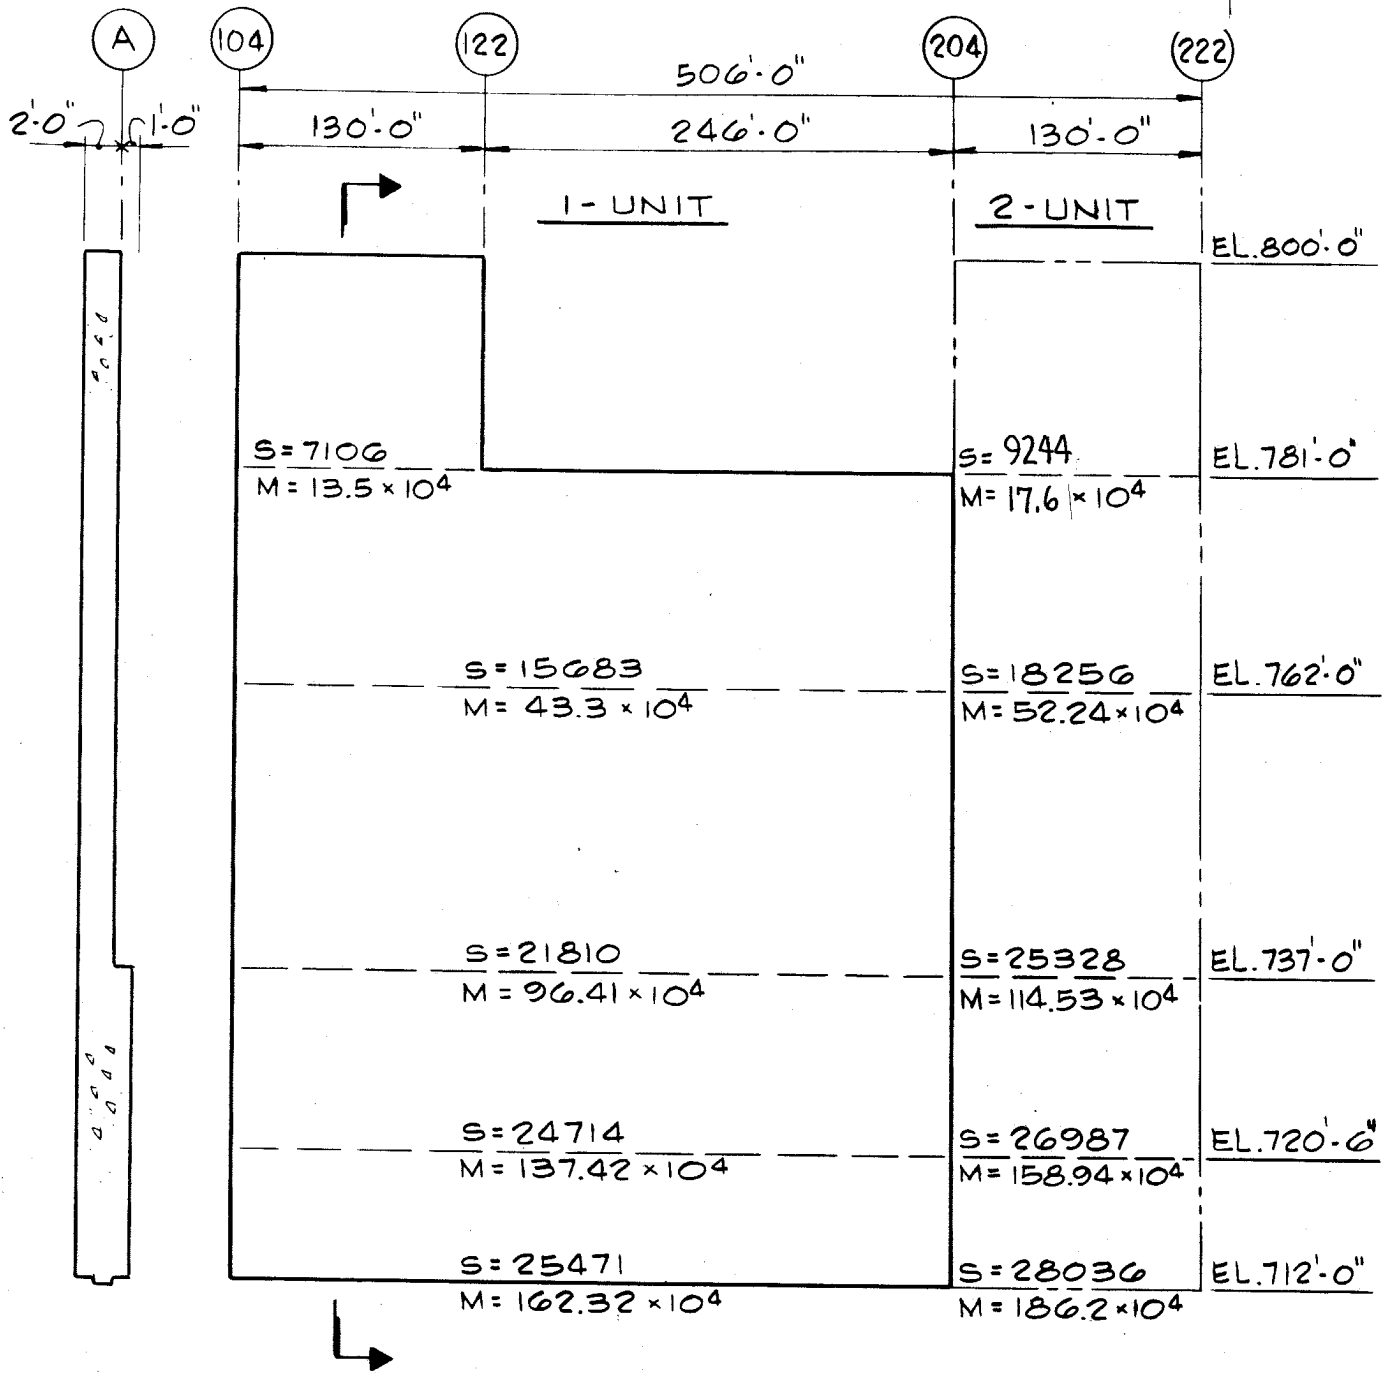 A 104 122 204 222
506'-0"
2'-0" 1'-0" 130'-0" 246'-0" 130'-0"
1-UNIT 2-UNIT
EL.800'-0"
S=7106 S=9244 EL.781'-0"
M=13.5×10⁴ M=17.6×10⁴
S=15683 S=18256 EL.762'-0"
M=43.3×10⁴ M=52.24×10⁴
S=21810 S=25328 EL.737'-0"
M=96.41×10⁴ M=114.53×10⁴
S=24714 S=26987 EL.720'-6"
M=137.42×10⁴ M=158.94×10⁴
S=25471 S=28036 EL.712'-0"
M=162.32×10⁴ M=186.2×10⁴